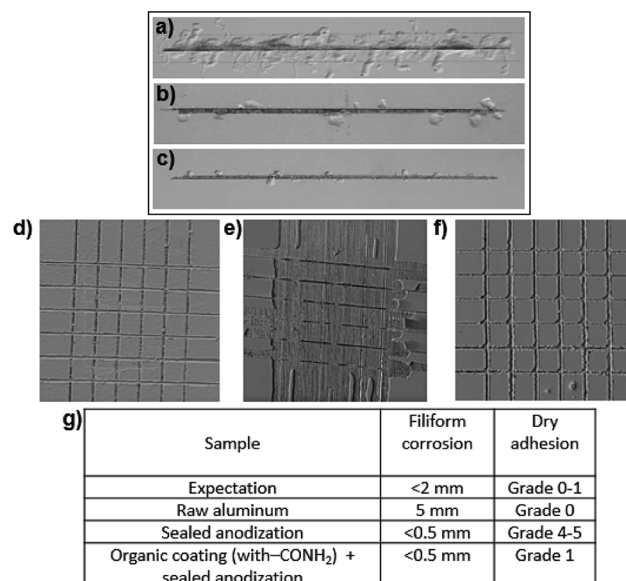 a)
b)
c)
d)
e)
f)
g)
Sample
Filiform
corrosion
Dry
adhesion
Expectation
<2 mm
Grade 0-1
Raw aluminum
5 mm
Grade 0
Sealed anodization
<0.5 mm
Grade 4-5
Organic coating (with–CONH₂) +
sealed anodization
<0.5 mm
Grade 1